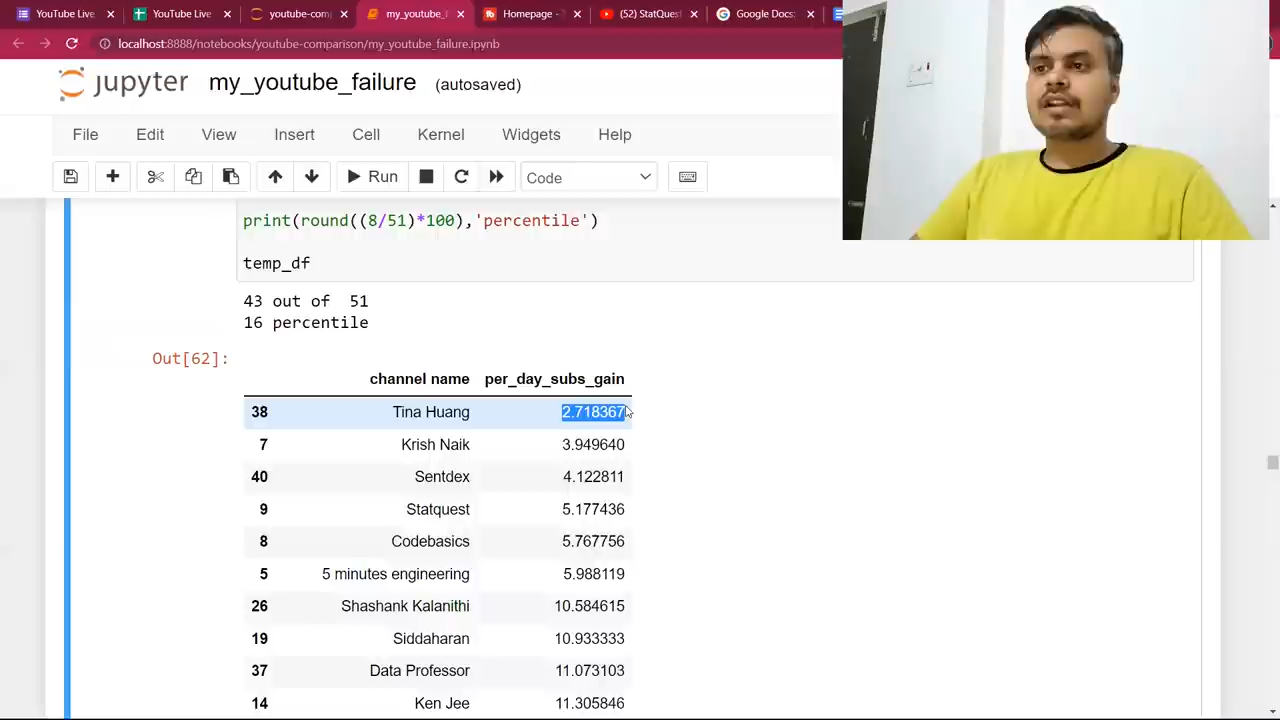 YouTube Live
YouTube Live
youtube-com
my_youtube_
Homepage -
(52) StatQues
Google Docs:
localhost:8888/notebooks/youtube-comparison/my_youtube_failure.ipynb
jupyter my_youtube_failure (autosaved)
File Edit View Insert Cell Kernel Widgets Help
Run Code
print(round((8/51)*100),'percentile')
temp_df
43 out of 51
16 percentile
Out[62]:
channel name per_day_subs_gain
38 Tina Huang 2.718367
7 Krish Naik 3.949640
40 Sentdex 4.122811
9 Statquest 5.177436
8 Codebasics 5.767756
5 5 minutes engineering 5.988119
26 Shashank Kalanithi 10.584615
19 Siddaharan 10.933333
37 Data Professor 11.073103
14 Ken Jee 11.305846